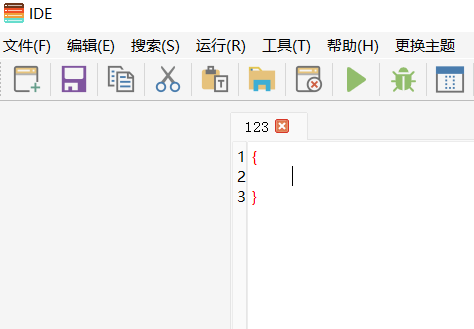 IDE
文件(F) 编辑(E) 搜索(S) 运行(R) 工具(T) 帮助(H) 更换主题
T
123
1 {
2
3 }